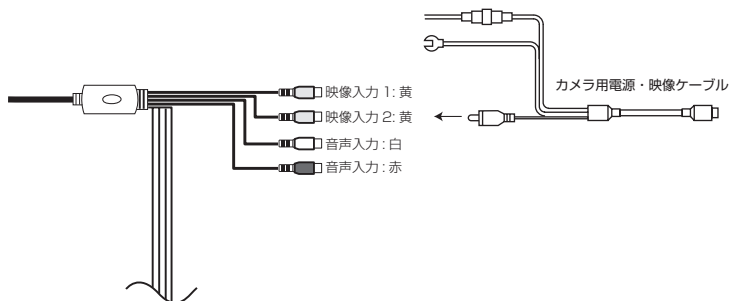 映像入力 1: 黄
映像入力 2: 黄
音声入力: 白
音声入力: 赤
カメラ用電源・映像ケーブル